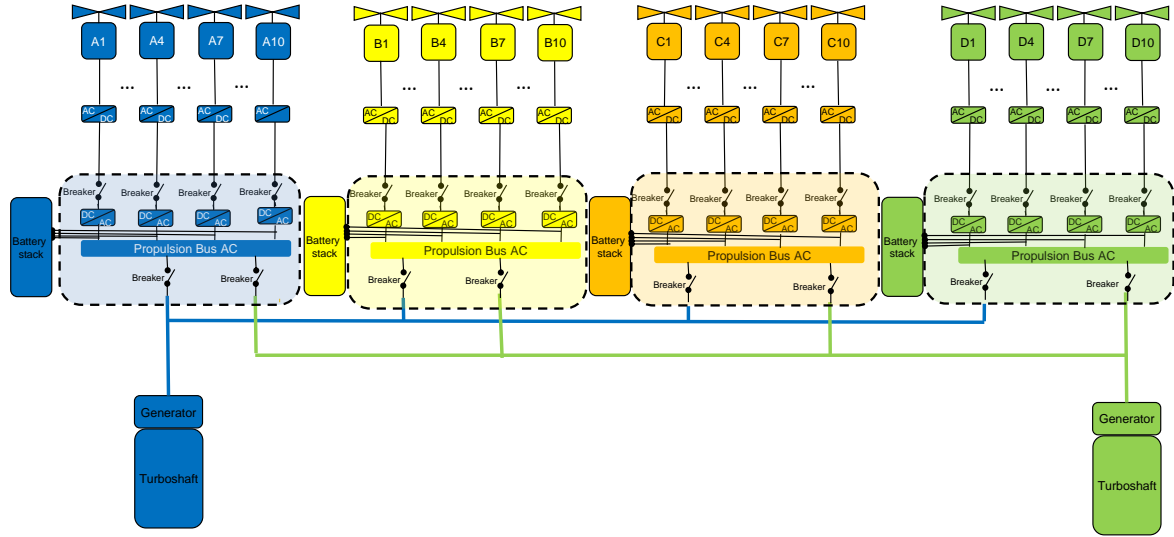 A1 A4 A7 A10 B1 B4 B7 B10 C1 C4 C7 C10 D1 D4 D7 D10
... ... ... ... ... ... ... ... ... ... ... ...
AC DC AC DC AC DC AC AC DC AC DC AC DC AC DC AC DC AC DC AC DC AC DC AC DC AC DC AC DC AC DC
Breaker Breaker Breaker Breaker Breaker Breaker Breaker Breaker Breaker Breaker Breaker Breaker Breaker Breaker Breaker Breaker
DC AC DC AC DC AC DC AC DC AC DC AC DC AC DC AC DC AC DC AC DC AC DC AC DC AC DC AC DC AC DC AC
Battery stack
Propulsion Bus AC
Battery stack
Propulsion Bus AC
Battery stack
Propulsion Bus AC
Battery stack
Propulsion Bus AC
Breaker Breaker Breaker Breaker Breaker Breaker Breaker Breaker
Generator
Turboshaft
Generator
Turboshaft